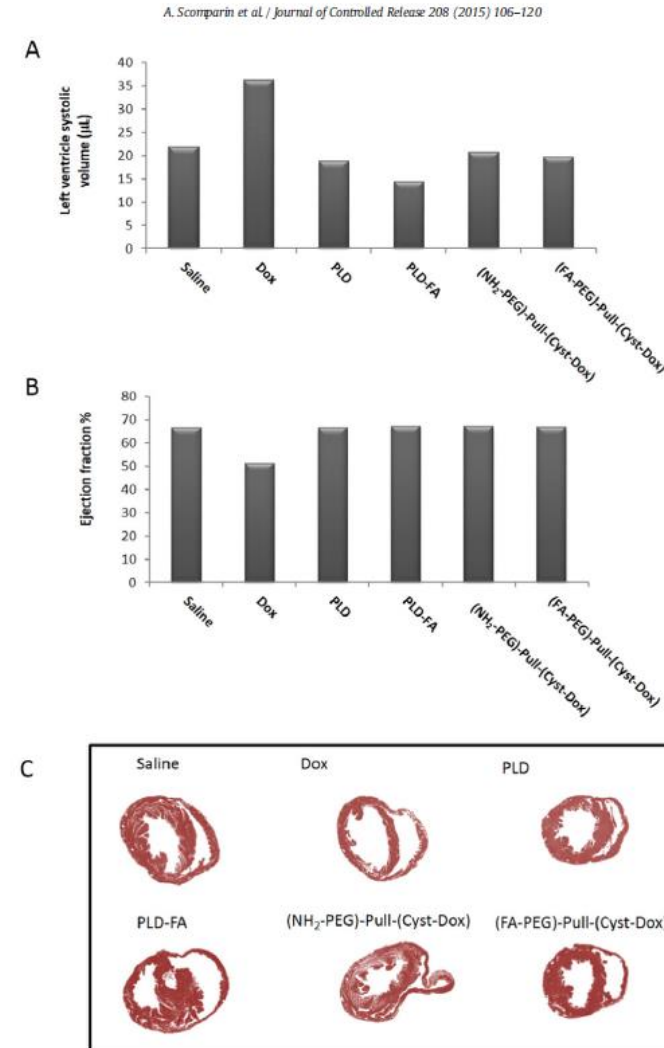 A. Scomparin et al. / Journal of Controlled Release 208 (2015) 106–120
A
Left ventricle systolic
volume (µL)
40
35
30
25
20
15
10
5
0
Saline
Dox
PLD
PLD-FA
(NH₂-PEG)-Pull-(Cyst-Dox)
(FA-PEG)-Pull-(Cyst-Dox)
B
Ejection fraction %
80
70
60
50
40
30
20
10
0
Saline
Dox
PLD
PLD-FA
(NH₂-PEG)-Pull-(Cyst-Dox)
(FA-PEG)-Pull-(Cyst-Dox)
C
Saline Dox PLD
PLD-FA (NH₂-PEG)-Pull-(Cyst-Dox) (FA-PEG)-Pull-(Cyst-Dox)